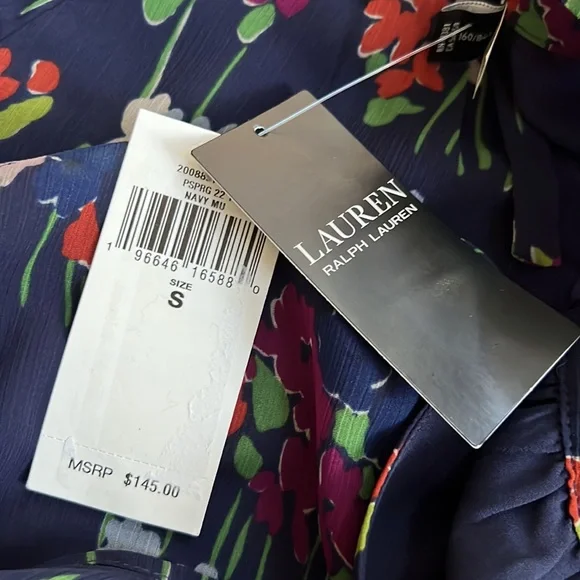 PSPRG 22
NAVY MU
1 96646 16588 0
SIZE
S
MSRP $145.00
LAUREN
RALPH LAUREN